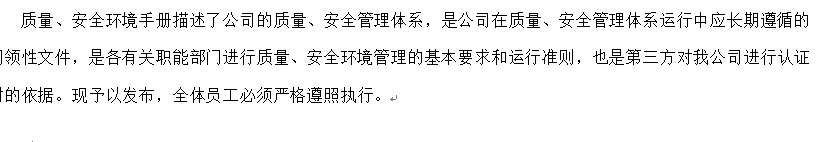 质量、安全环境手册描述了公司的质量、安全管理体系，是公司在质量、安全管理体系运行中应长期遵循的
领性文件，是各有关职能部门进行质量、安全环境管理的基本要求和运行准则，也是第三方对我公司进行认证
的依据。现予以发布，全体员工必须严格遵照执行。